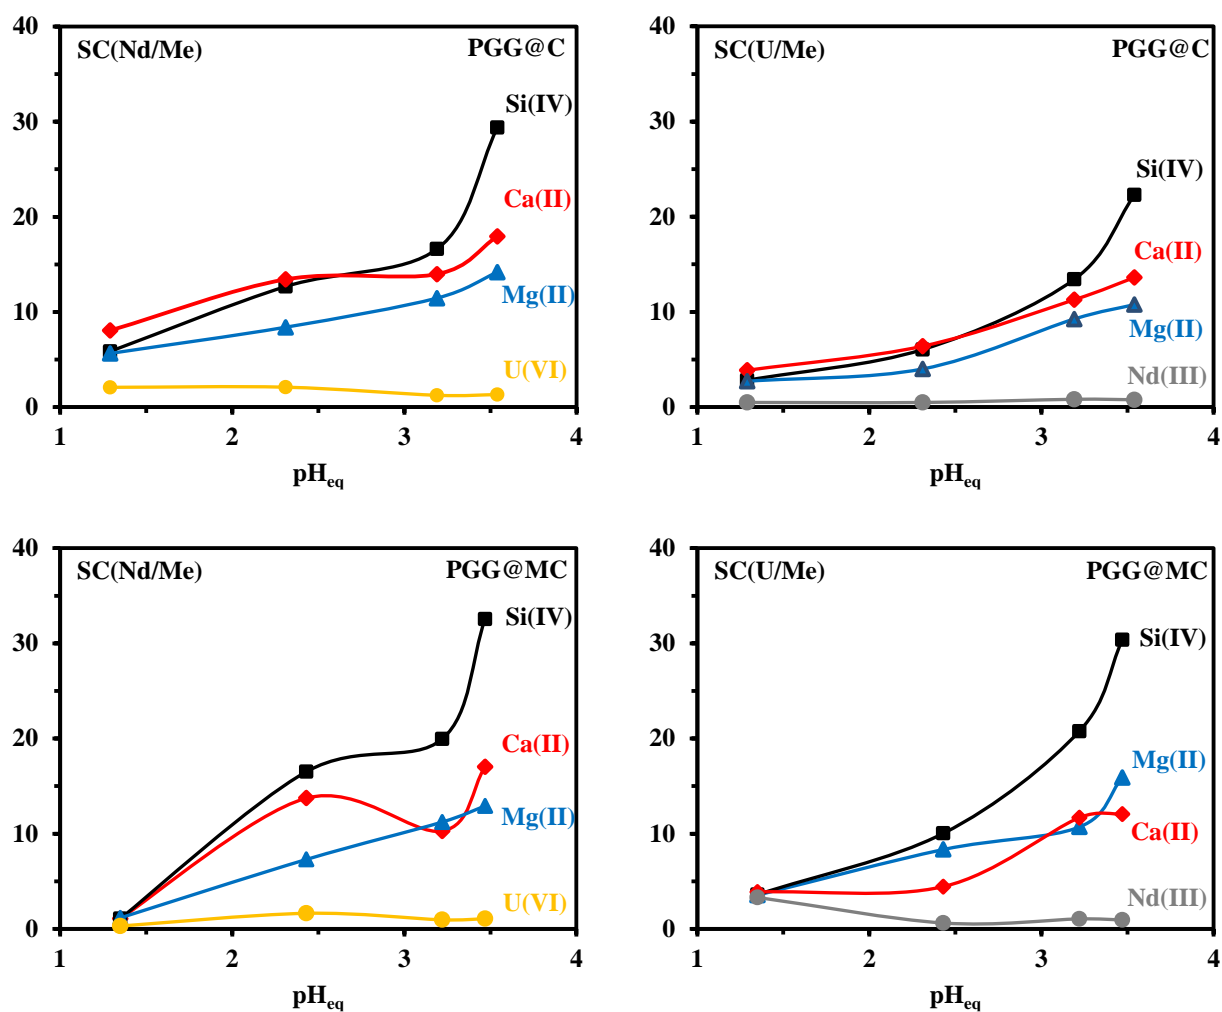 SC(Nd/Me) PGG@C
40
30
20
10
0
Si(IV)
Ca(II)
Mg(II)
U(VI)
1 2 3 4
pHeq
SC(U/Me) PGG@C
40
30
20
10
0
Si(IV)
Ca(II)
Mg(II)
Nd(III)
1 2 3 4
pHeq
SC(Nd/Me) PGG@MC
40
30
20
10
0
Si(IV)
Ca(II)
Mg(II)
U(VI)
1 2 3 4
pHeq
SC(U/Me) PGG@MC
40
30
20
10
0
Si(IV)
Mg(II)
Ca(II)
Nd(III)
1 2 3 4
pHeq